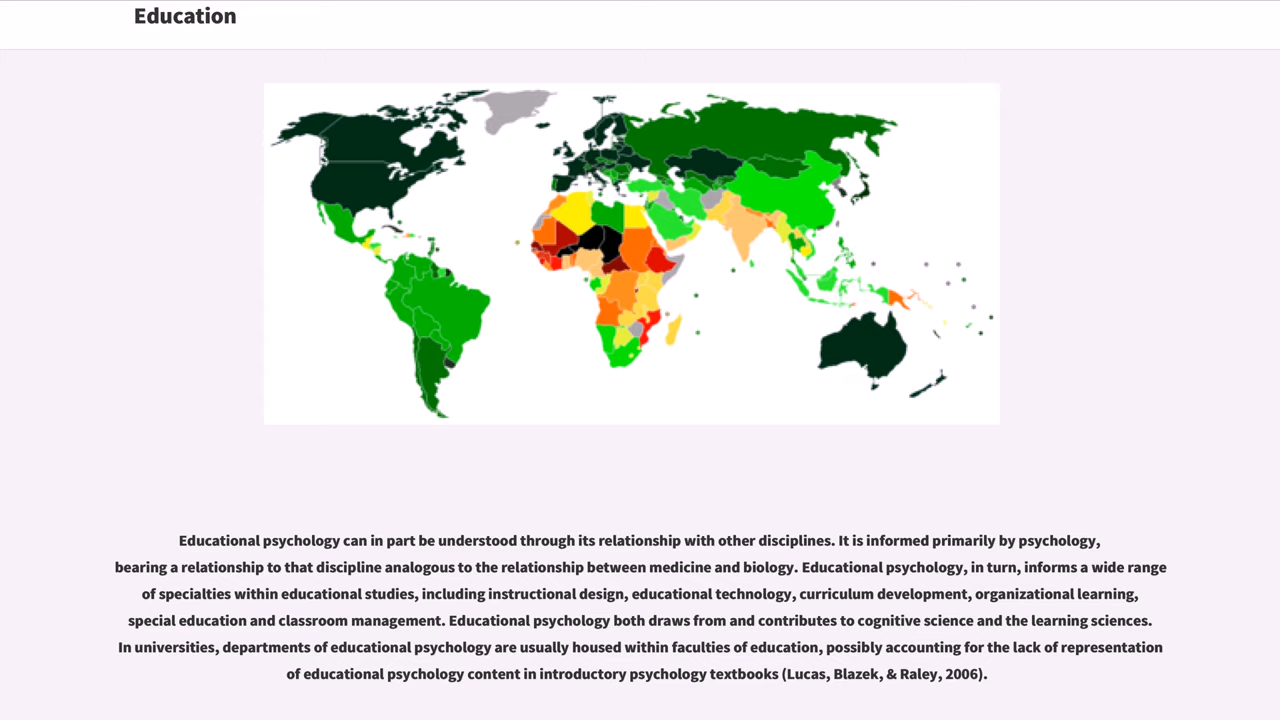 Education
Educational psychology can in part be understood through its relationship with other disciplines. It is informed primarily by psychology,
bearing a relationship to that discipline analogous to the relationship between medicine and biology. Educational psychology, in turn, informs a wide range
of specialties within educational studies, including instructional design, educational technology, curriculum development, organizational learning,
special education and classroom management. Educational psychology both draws from and contributes to cognitive science and the learning sciences.
In universities, departments of educational psychology are usually housed within faculties of education, possibly accounting for the lack of representation
of educational psychology content in introductory psychology textbooks (Lucas, Blazek, & Raley, 2006).